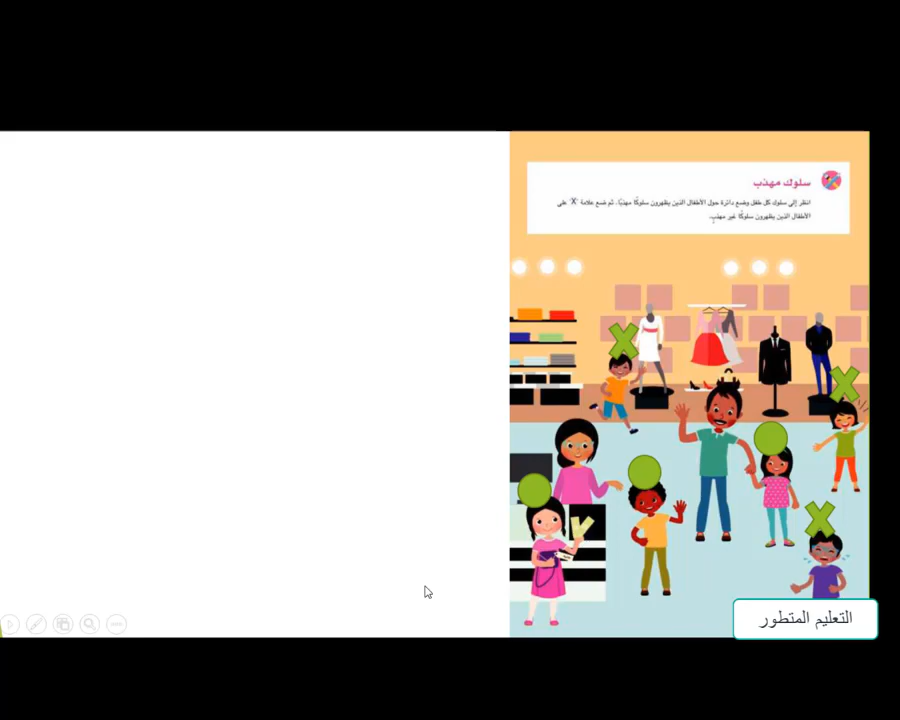 سلوك مهذب
انظر إلى سلوك كل طفل وضع دائرة حول الأطفال الذين يظهرون سلوكًا مهذبًا. ثم ضع علامة "X" على
الأطفال الذين يظهرون سلوكًا غير مهذب.
التعليم المتطور